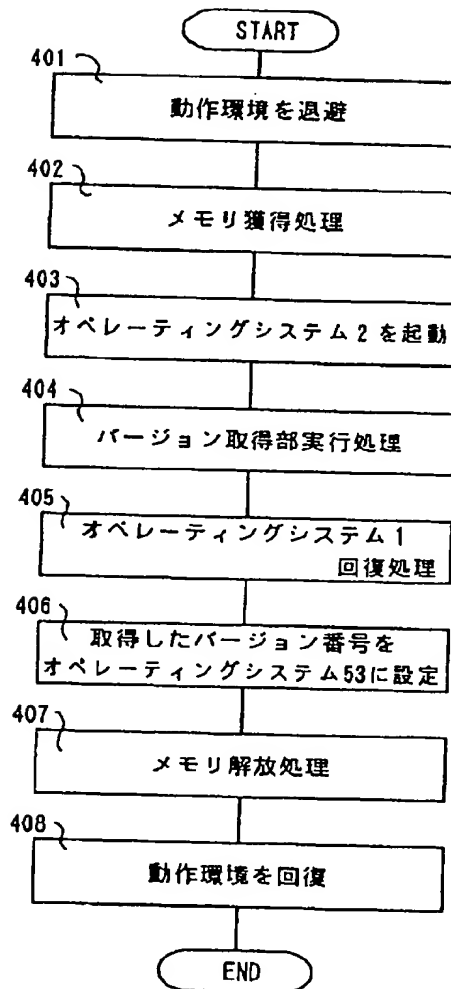 START
401
動作環境を退避
402
メモリ獲得処理
403
オペレーティングシステム2を起動
404
バージョン取得部実行処理
405
オペレーティングシステム1
回復処理
406
取得したバージョン番号を
オペレーティングシステム53に設定
407
メモリ解放処理
408
動作環境を回復
END